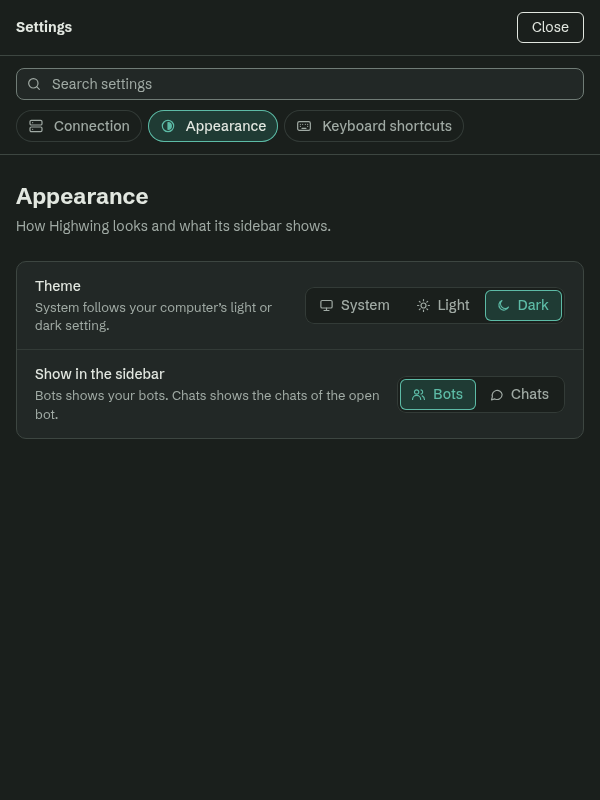 Settings
Close
Search settings
Connection
Appearance
Keyboard shortcuts
Appearance
How Highwing looks and what its sidebar shows.
Theme
System follows your computer's light or
dark setting.
System
Light
Dark
Show in the sidebar
Bots shows your bots. Chats shows the chats of the open
bot.
Bots
Chats